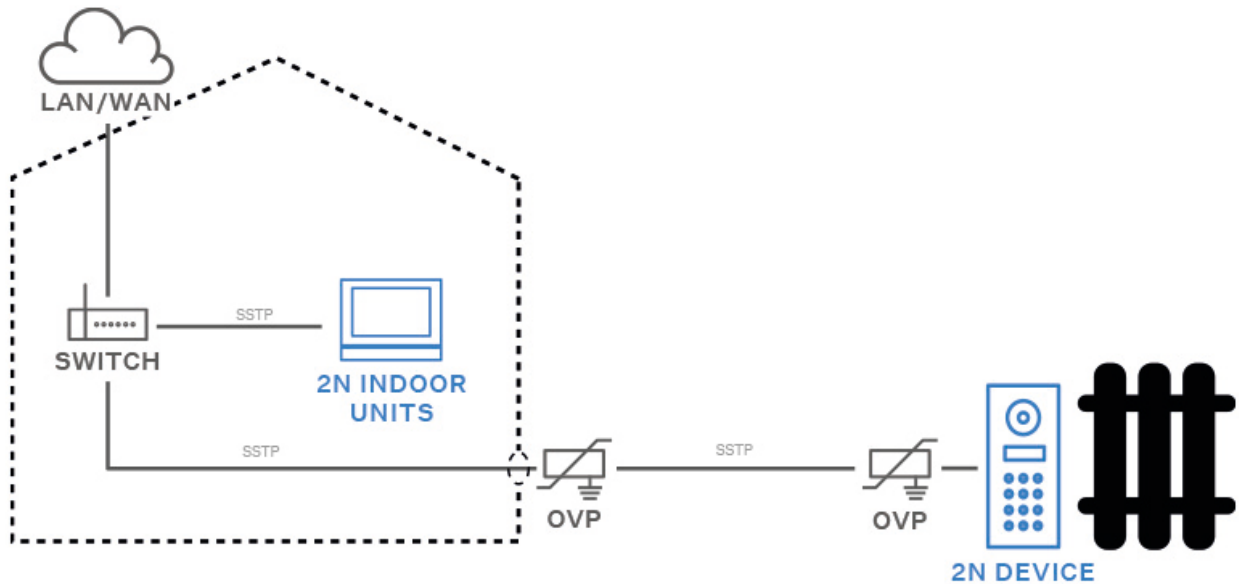 LAN/WAN
SSTP
SWITCH
2N INDOOR
UNITS
SSTP
SSTP
OVP
OVP
2N DEVICE